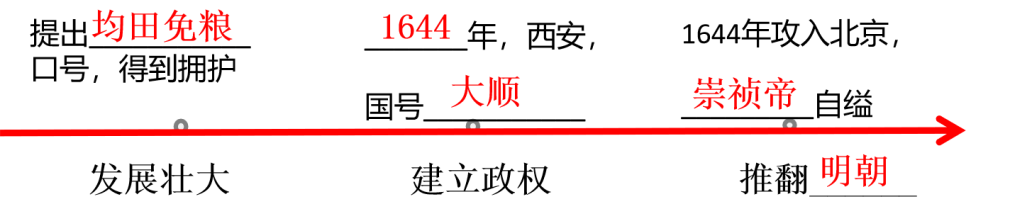 提出均田免粮
口号，得到拥护
1644年，西安，
国号大顺
1644年攻入北京，
崇祯帝自缢
发展壮大
建立政权
推翻明朝